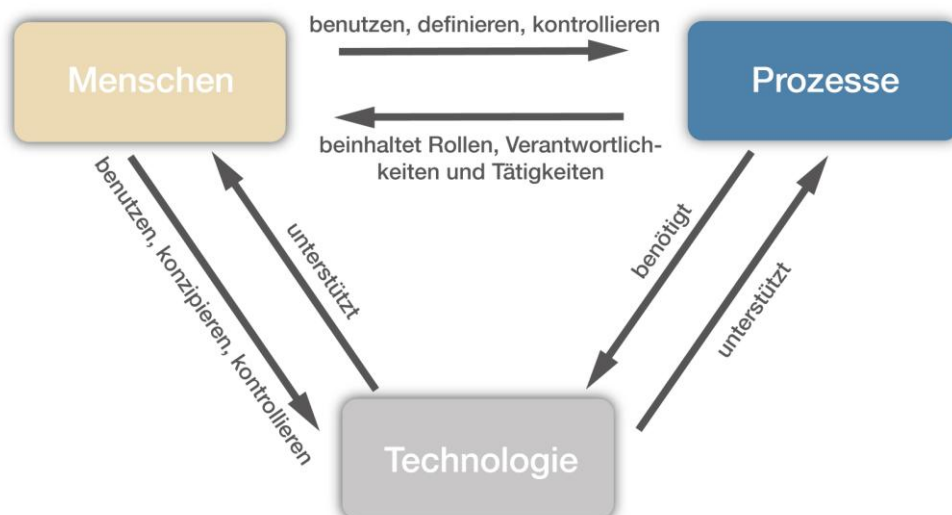 benutzen, definieren, kontrollieren
Menschen
Prozesse
beinhaltet Rollen, Verantwortlich-
keiten und Tätigkeiten
benutzen, konzipieren, kontrollieren
unterstützt
benötigt
unterstützt
Technologie